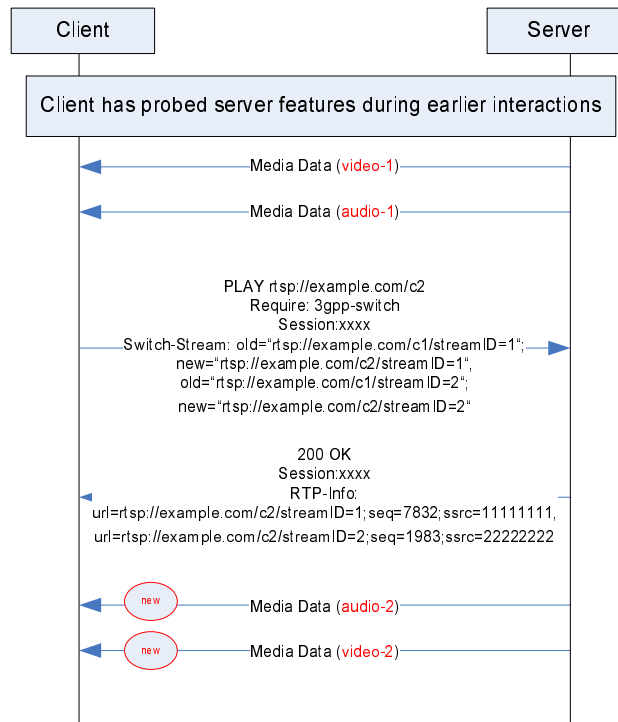 Client
Server
Client has probed server features during earlier interactions
Media Data (video-1)
Media Data (audio-1)
PLAY rtsp://example.com/c2
Require: 3gpp-switch
Session:xxxx
Switch-Stream: old=“rtsp://example.com/c1/streamID=1“;
new=“rtsp://example.com/c2/streamID=1“,
old=“rtsp://example.com/c1/streamID=2“;
new=“rtsp://example.com/c2/streamID=2“
200 OK
Session:xxxx
RTP-Info:
url=rtsp://example.com/c2/streamID=1;seq=7832;ssrc=11111111,
url=rtsp://example.com/c2/streamID=2;seq=1983;ssrc=22222222
new
Media Data (audio-2)
new
Media Data (video-2)